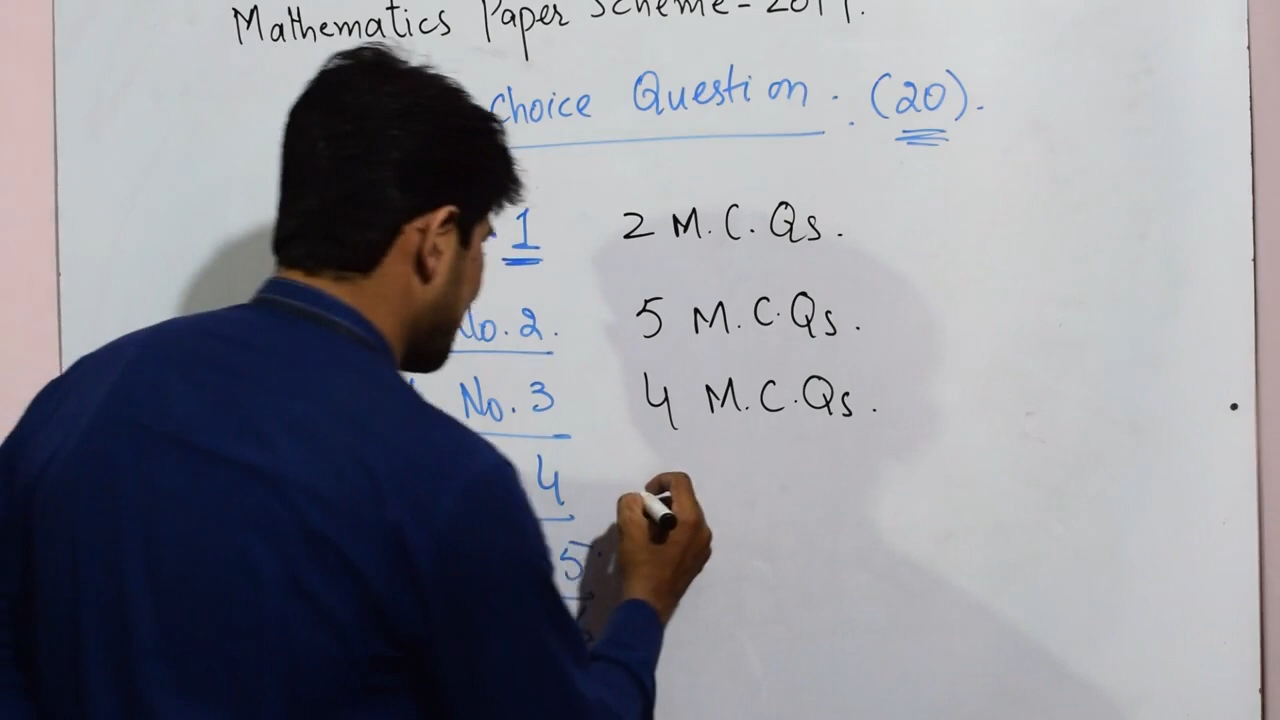 Mathematics Paper Scheme-2019.
Choice Question. (20).
1 2 M.C.Qs.
No.2. 5 M.C.Qs.
No.3 4 M.C.Qs.
4
5